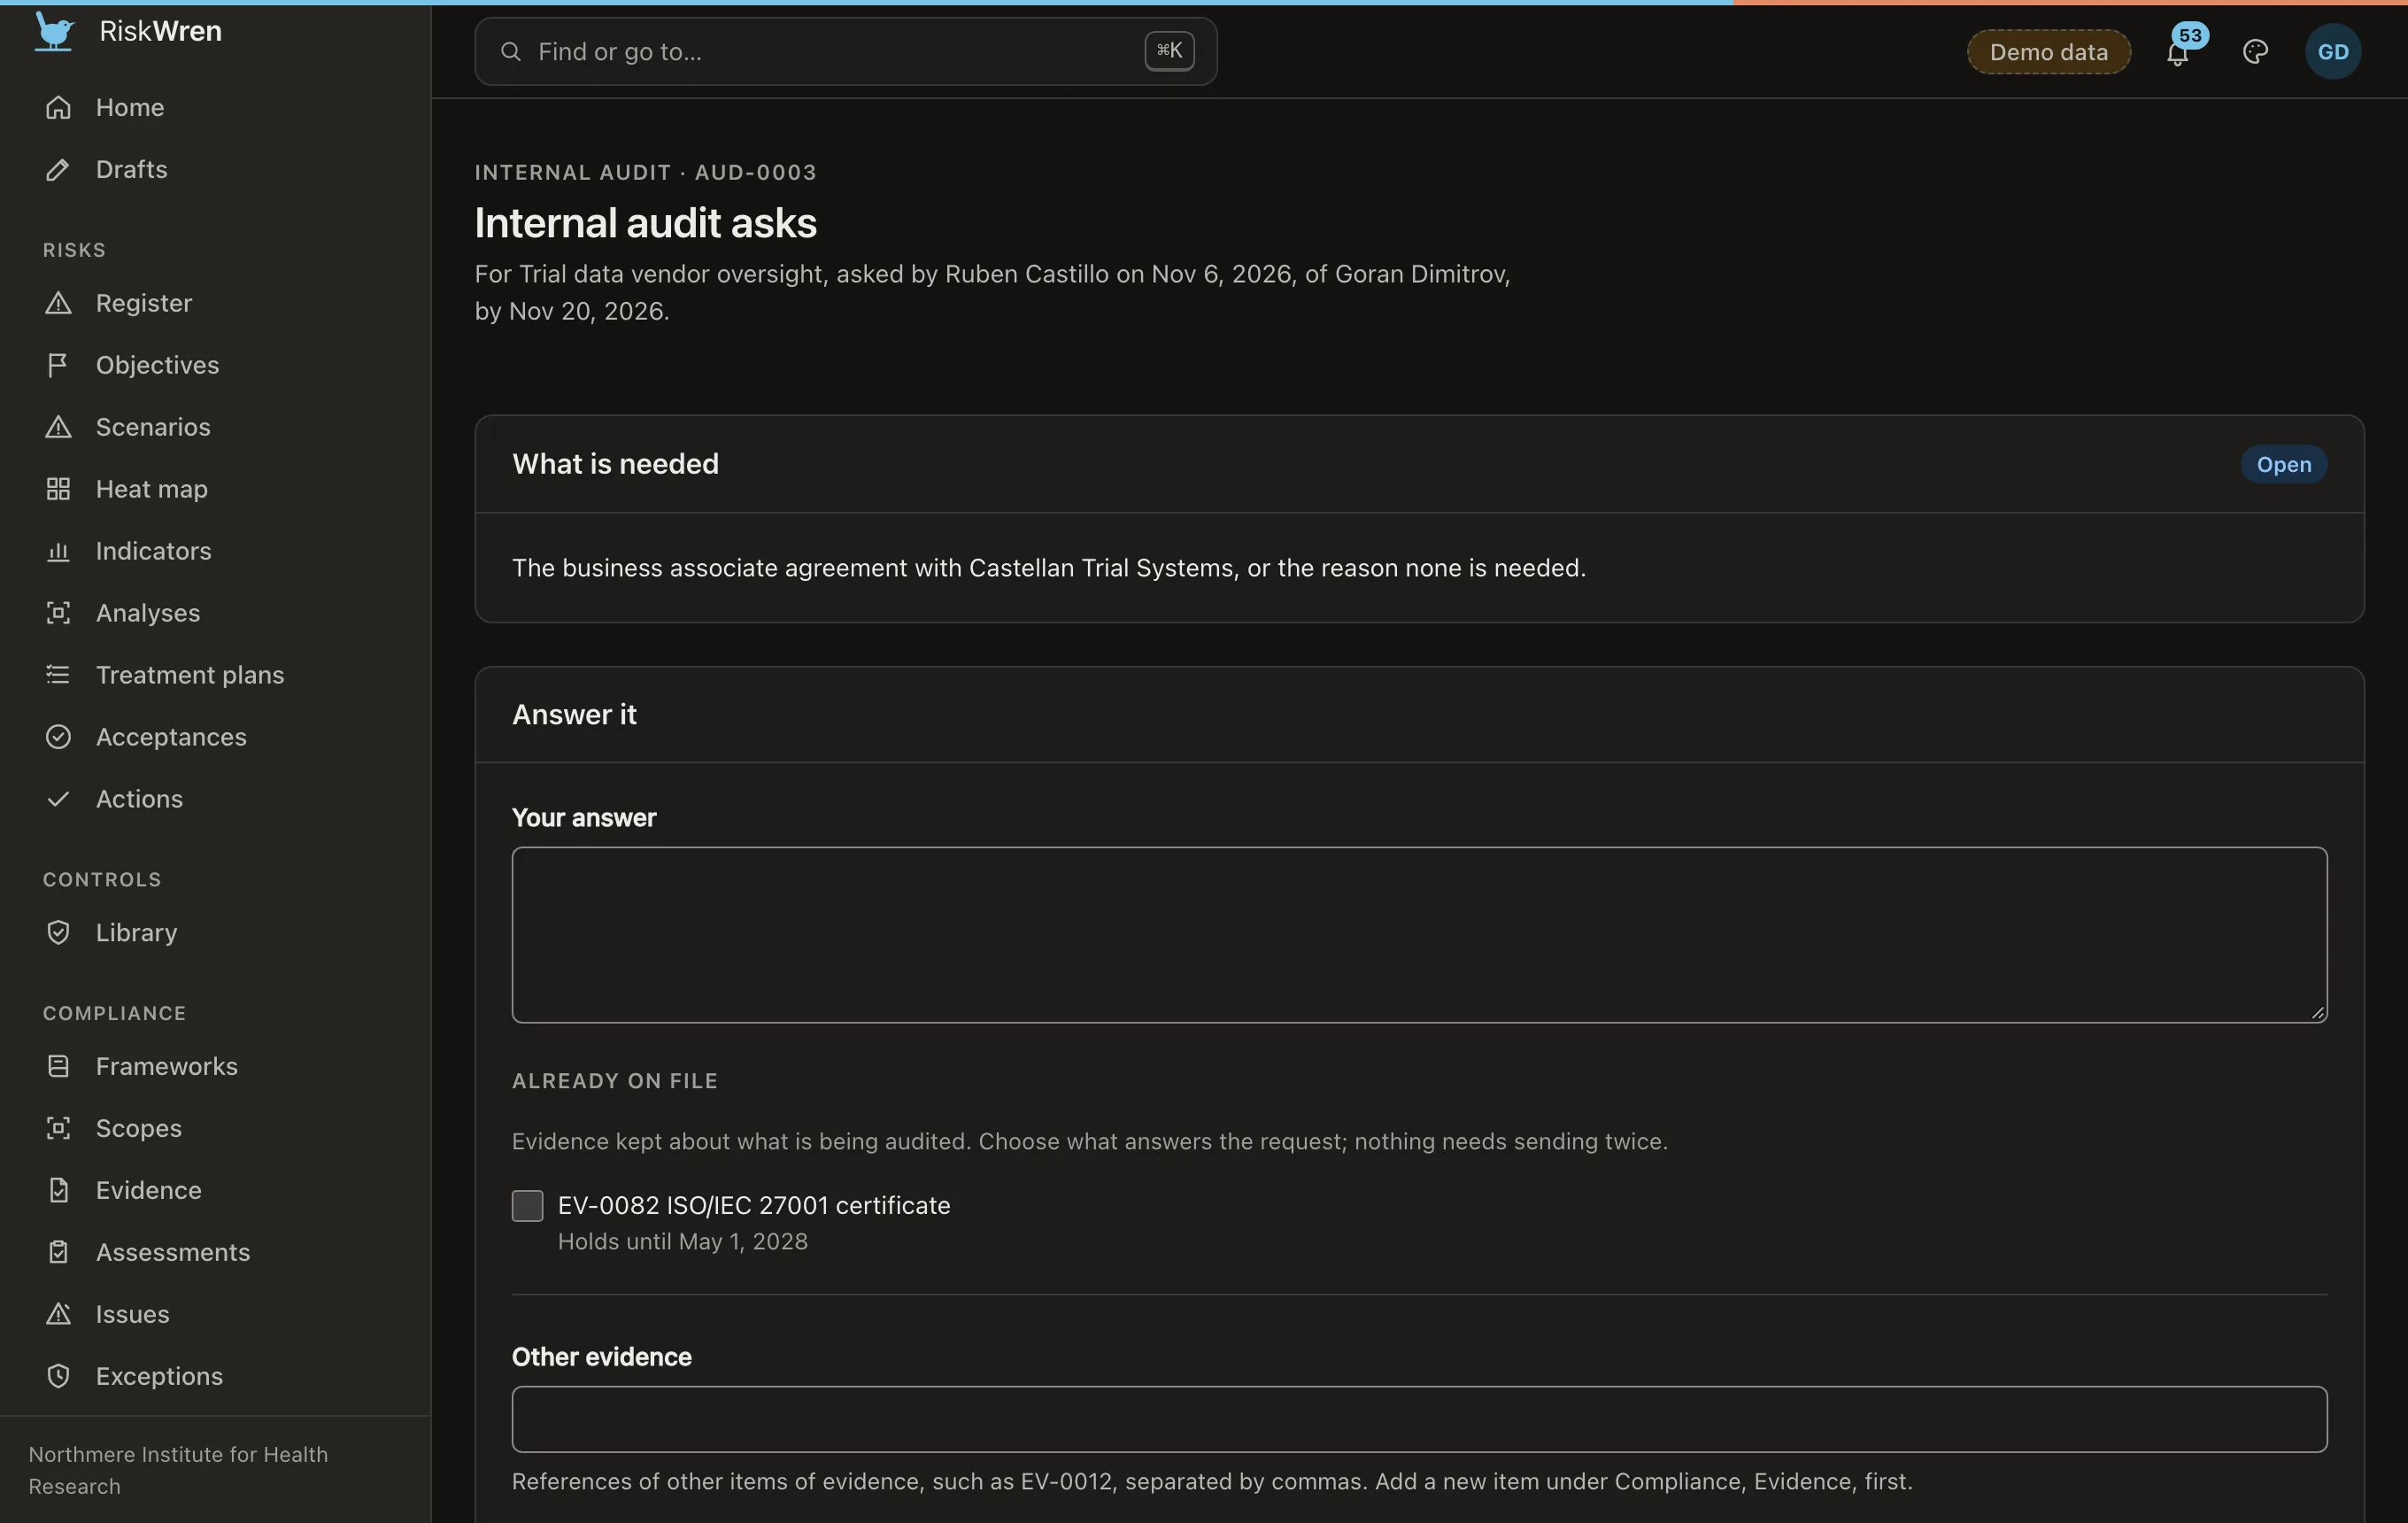 RiskWren
Home
Drafts
RISKS
Register
Objectives
Scenarios
Heat map
Indicators
Analyses
Treatment plans
Acceptances
Actions
CONTROLS
Library
COMPLIANCE
Frameworks
Scopes
Evidence
Assessments
Issues
Exceptions
Northmere Institute for Health
Research
Find or go to...
⌘K
Demo data
53
GD
INTERNAL AUDIT · AUD-0003
Internal audit asks
For Trial data vendor oversight, asked by Ruben Castillo on Nov 6, 2026, of Goran Dimitrov,
by Nov 20, 2026.
What is needed
Open
The business associate agreement with Castellan Trial Systems, or the reason none is needed.
Answer it
Your answer
ALREADY ON FILE
Evidence kept about what is being audited. Choose what answers the request; nothing needs sending twice.
EV-0082 ISO/IEC 27001 certificate
Holds until May 1, 2028
Other evidence
References of other items of evidence, such as EV-0012, separated by commas. Add a new item under Compliance, Evidence, first.